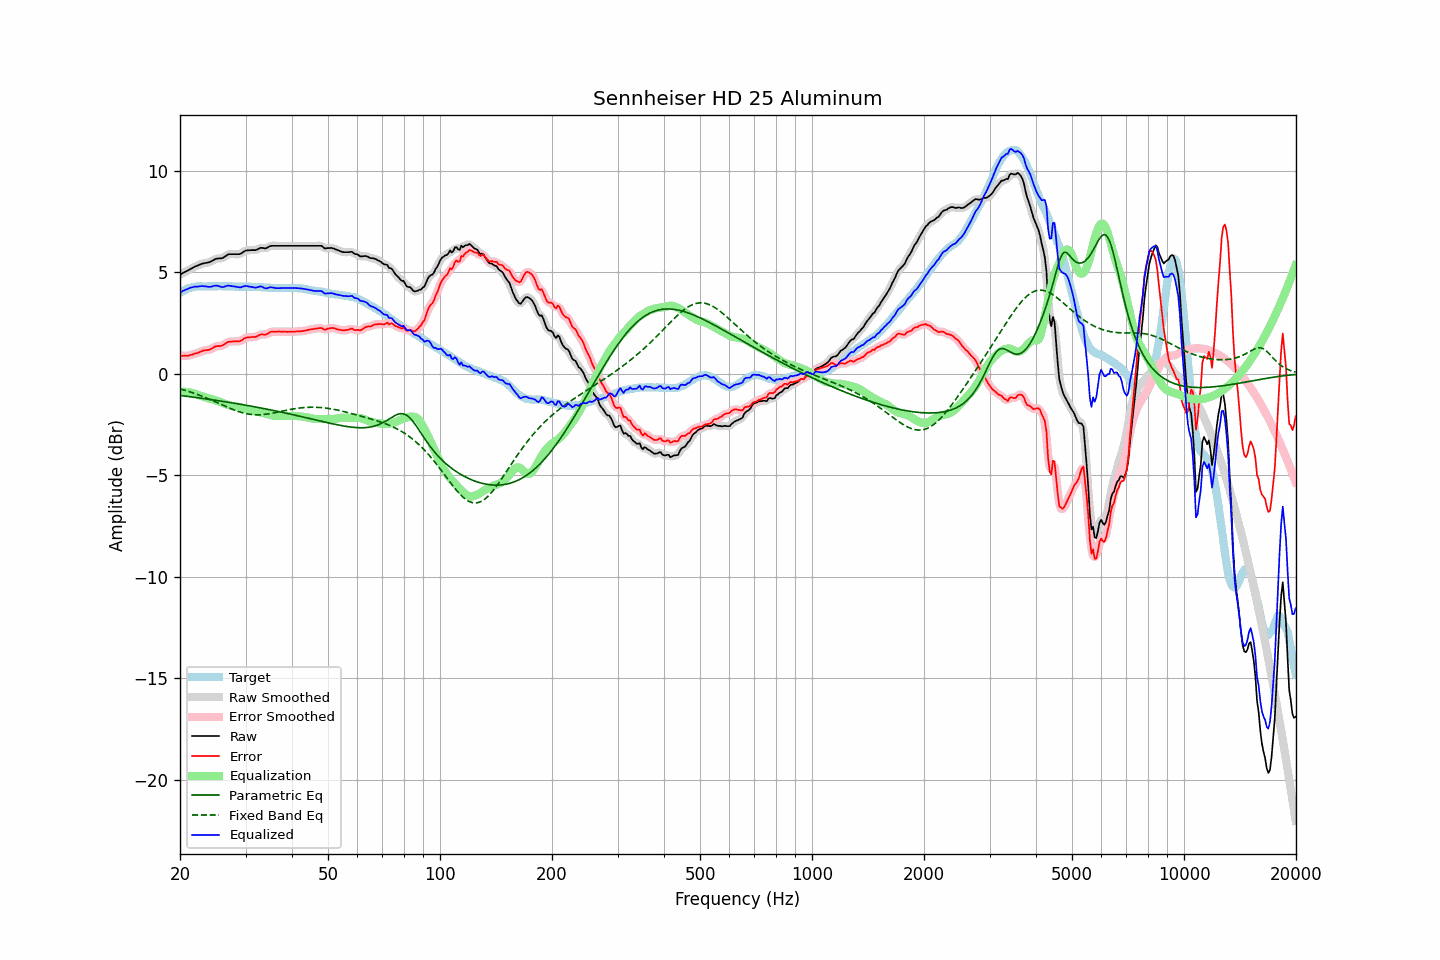 Sennheiser HD 25 Aluminum
Amplitude (dBr)
10
5
0
−5
−10
−15
−20
Target
Raw Smoothed
Error Smoothed
Raw
Error
Equalization
Parametric Eq
Fixed Band Eq
Equalized
20 50 100 200 500 1000 2000 5000 10000 20000
Frequency (Hz)